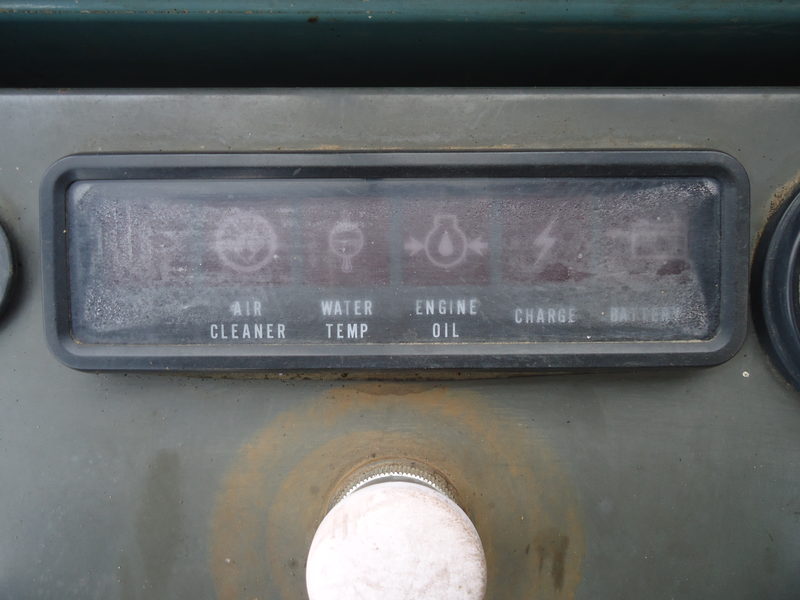 AIR
CLEANER
WATER
TEMP
ENGINE
OIL
CHARGE
BATTERY